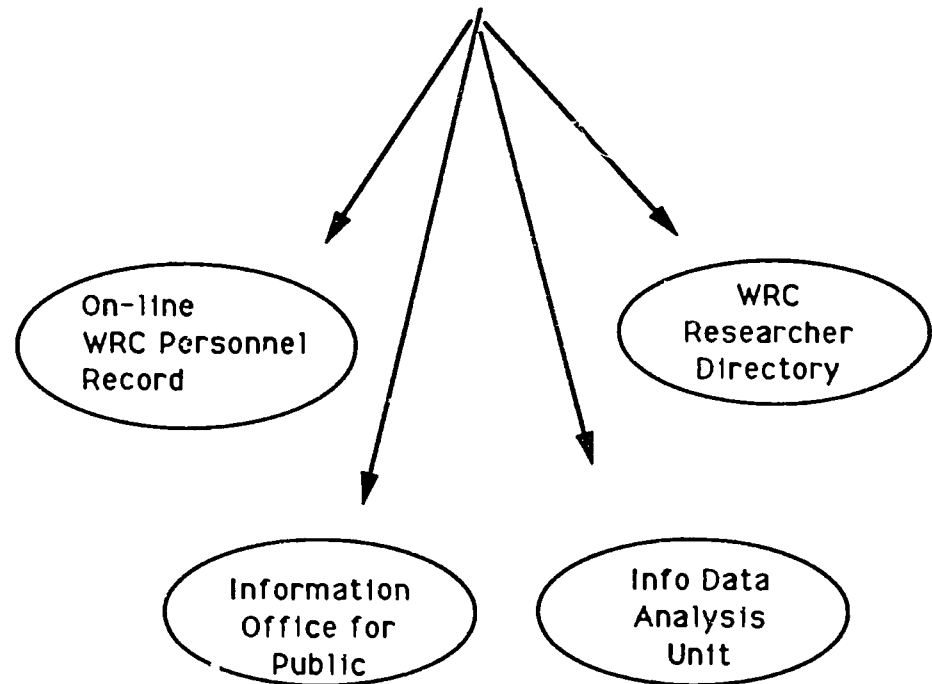 On-line
WRC Personnel
Record
WRC
Researcher
Directory
Information
Office for
Public
Info Data
Analysis
Unit